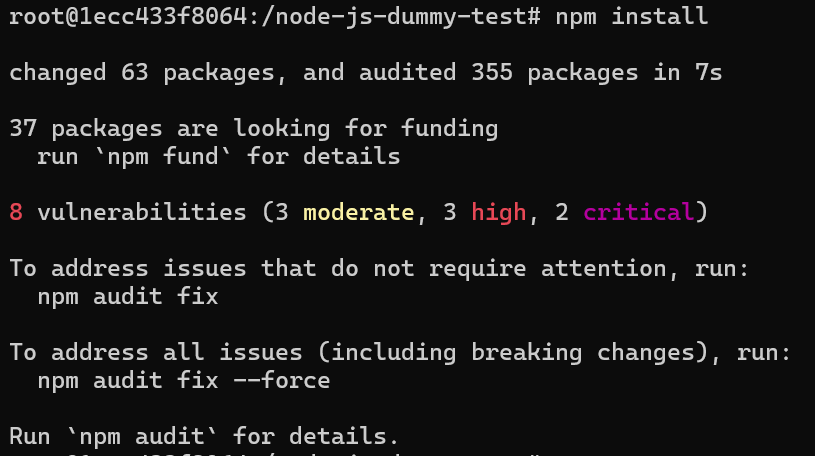 root@1ecc433f8064:/node-js-dummy-test# npm install
changed 63 packages, and audited 355 packages in 7s
37 packages are looking for funding
run `npm fund` for details
8 vulnerabilities (3 moderate, 3 high, 2 critical)
To address issues that do not require attention, run:
npm audit fix
To address all issues (including breaking changes), run:
npm audit fix --force
Run `npm audit` for details.